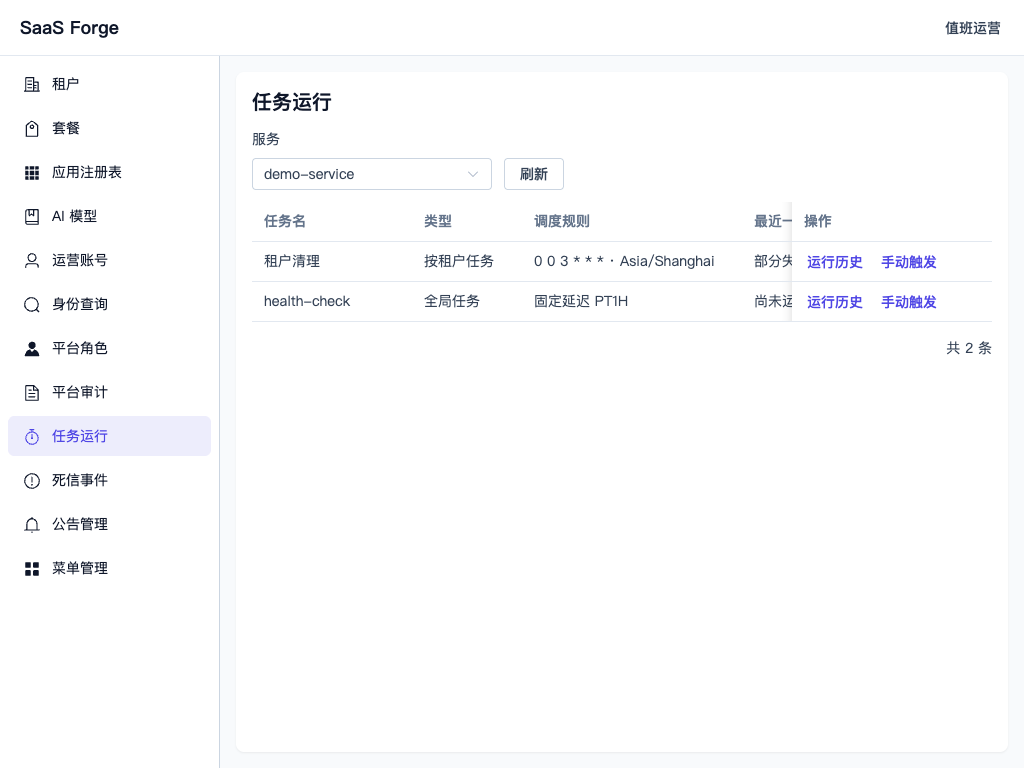 SaaS Forge
值班运营
租户
套餐
应用注册表
AI 模型
运营账号
身份查询
平台角色
平台审计
任务运行
死信事件
公告管理
菜单管理
任务运行
服务
demo-service
刷新
任务名 类型 调度规则 最近一 操作
租户清理 按租户任务 0 0 3 * * * · Asia/Shanghai 部分失 运行历史 手动触发
health-check 全局任务 固定延迟 PT1H 尚未运 运行历史 手动触发
共 2 条